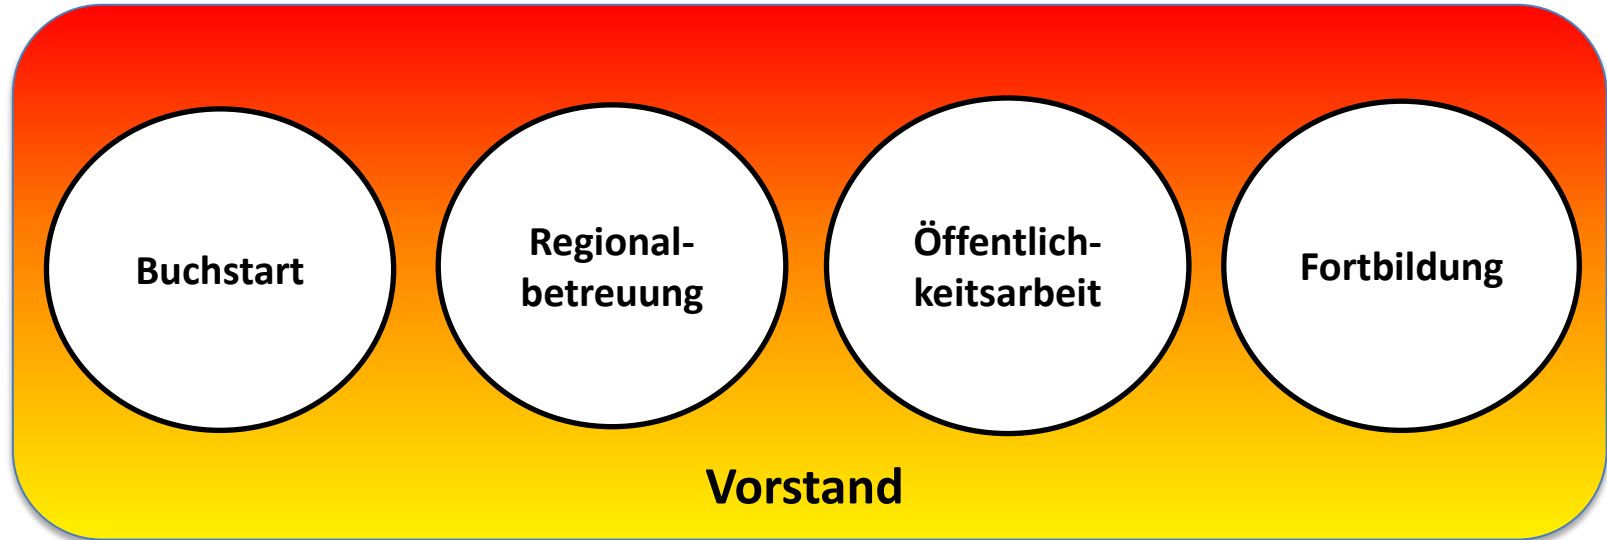 Buchstart
Regional-
betreuung
Öffentlich-
keitsarbeit
Fortbildung
Vorstand